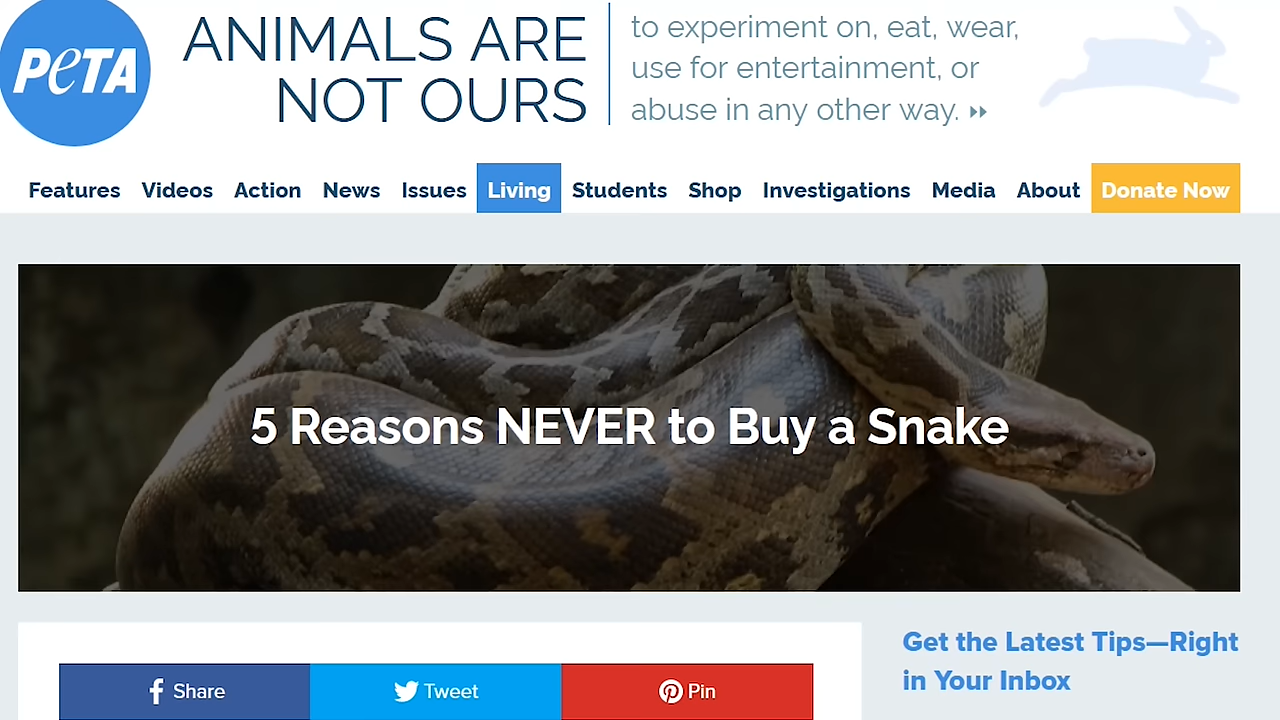 PeTA
ANIMALS ARE
NOT OURS
to experiment on, eat, wear,
use for entertainment, or
abuse in any other way.
Features Videos Action News Issues Living Students Shop Investigations Media About Donate Now
5 Reasons NEVER to Buy a Snake
Share Tweet Pin
Get the Latest Tips—Right
in Your Inbox